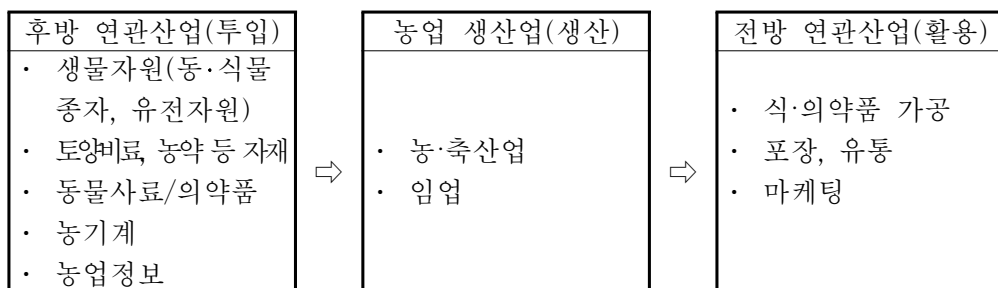 후방 연관산업(투입)
· 생물자원(동·식물
종자, 유전자원)
· 토양비료, 농약 등 자재
· 동물사료/의약품
· 농기계
· 농업정보
⇨
농업 생산업(생산)
· 농·축산업
· 임업
⇨
전방 연관산업(활용)
· 식·의약품 가공
· 포장, 유통
· 마케팅